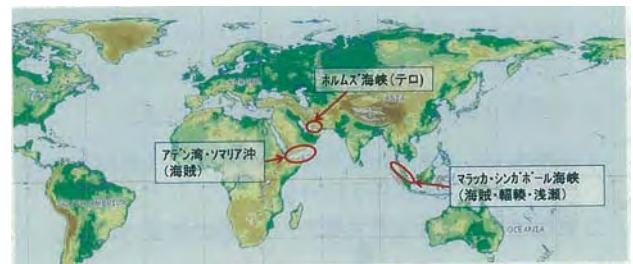 ホルムズ海峡(テロ)
ASIA
アデン湾・ソマリア沖
(海賊)
マラッカ・シンガポール海峡
(海賊・輻輳・浅瀬)
OCEANIA